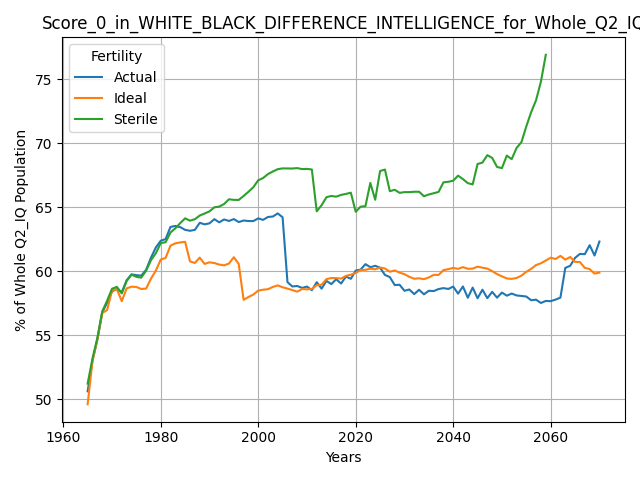 Score_0_in_WHITE_BLACK_DIFFERENCE_INTELLIGENCE_for_Whole_Q2_IQ
Fertility
Actual
Ideal
Sterile
% of Whole Q2_IQ Population
75
70
65
60
55
50
1960 1980 2000 2020 2040 2060
Years